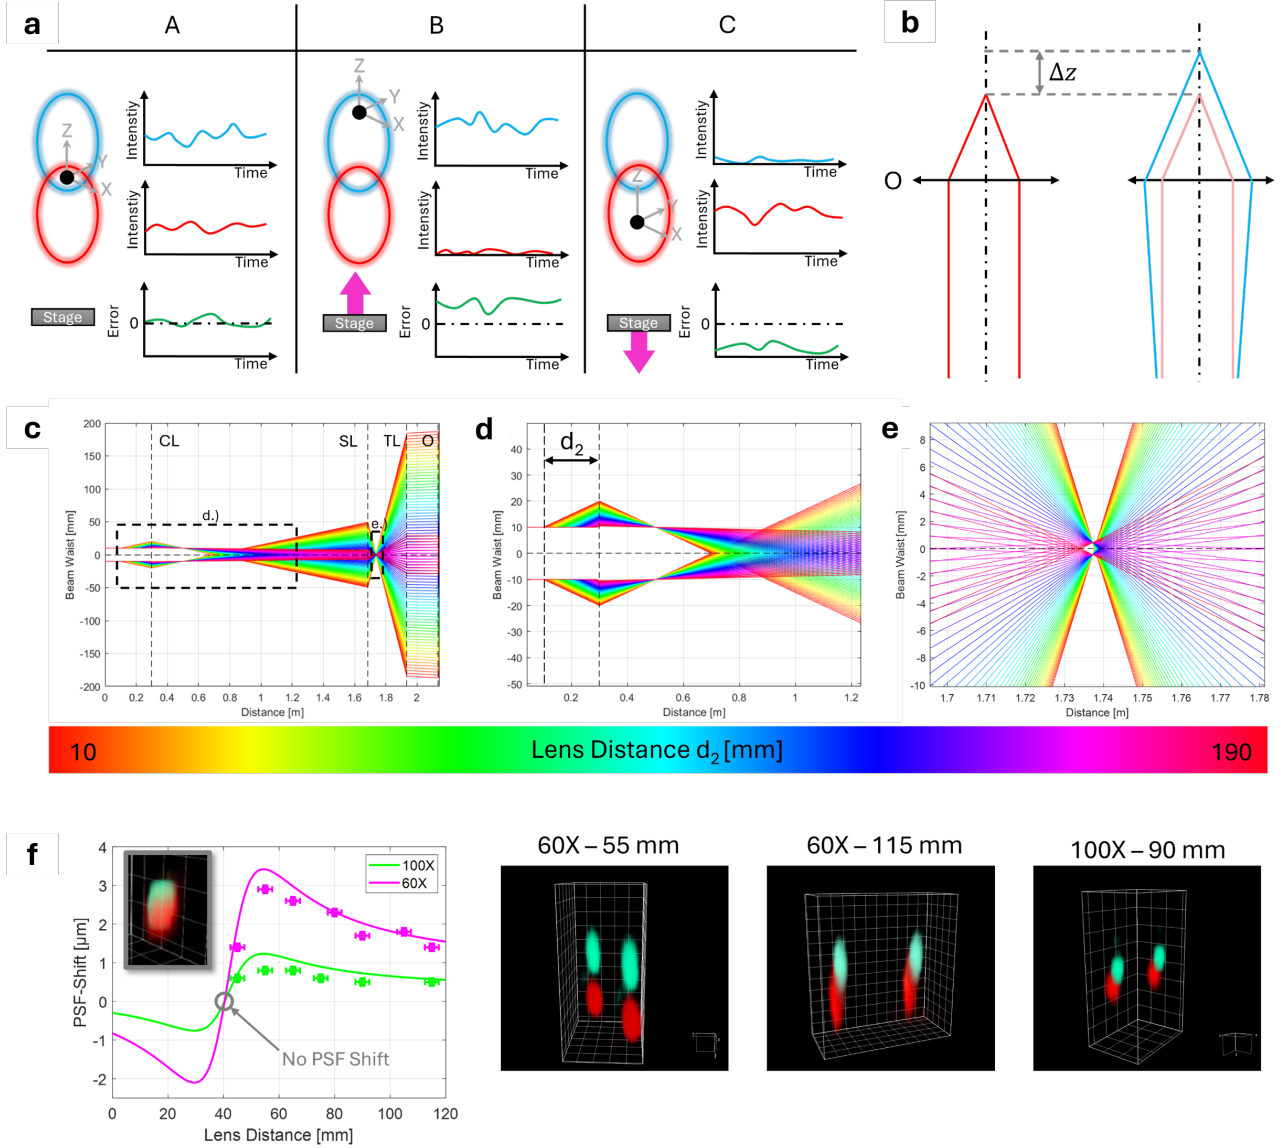 a
A
B
C
b
Z
Y
X
Intenstiy
Time
Intenstiy
Time
Stage
Error
0
Time
Z
Y
X
Intenstiy
Time
Intenstiy
Time
Stage
Error
0
Time
Z
Y
X
Intenstiy
Time
Intenstiy
Time
Stage
Error
0
Time
Δz
O
c
CL
SL
TL
O
d.)
e.)
Beam Waist [mm]
200
150
100
50
0
-50
-100
-150
-200
0
0.2
0.4
0.6
0.8
1
1.2
1.4
1.6
1.8
2
Distance [m]
d
d2
Beam Waist [mm]
40
30
20
10
0
-10
-20
-30
-40
-50
0.2
0.4
0.6
0.8
1
1.2
Distance [m]
e
Beam Waist [mm]
8
6
4
2
0
-2
-4
-6
-8
-10
1.7
1.71
1.72
1.73
1.74
1.75
1.76
1.77
1.78
Distance [m]
10
Lens Distance d2 [mm]
190
f
PSF-Shift [µm]
4
3
2
1
0
-1
-2
0
20
40
60
80
100
120
Lens Distance [mm]
100X
60X
No PSF Shift
60X – 55 mm
60X – 115 mm
100X – 90 mm